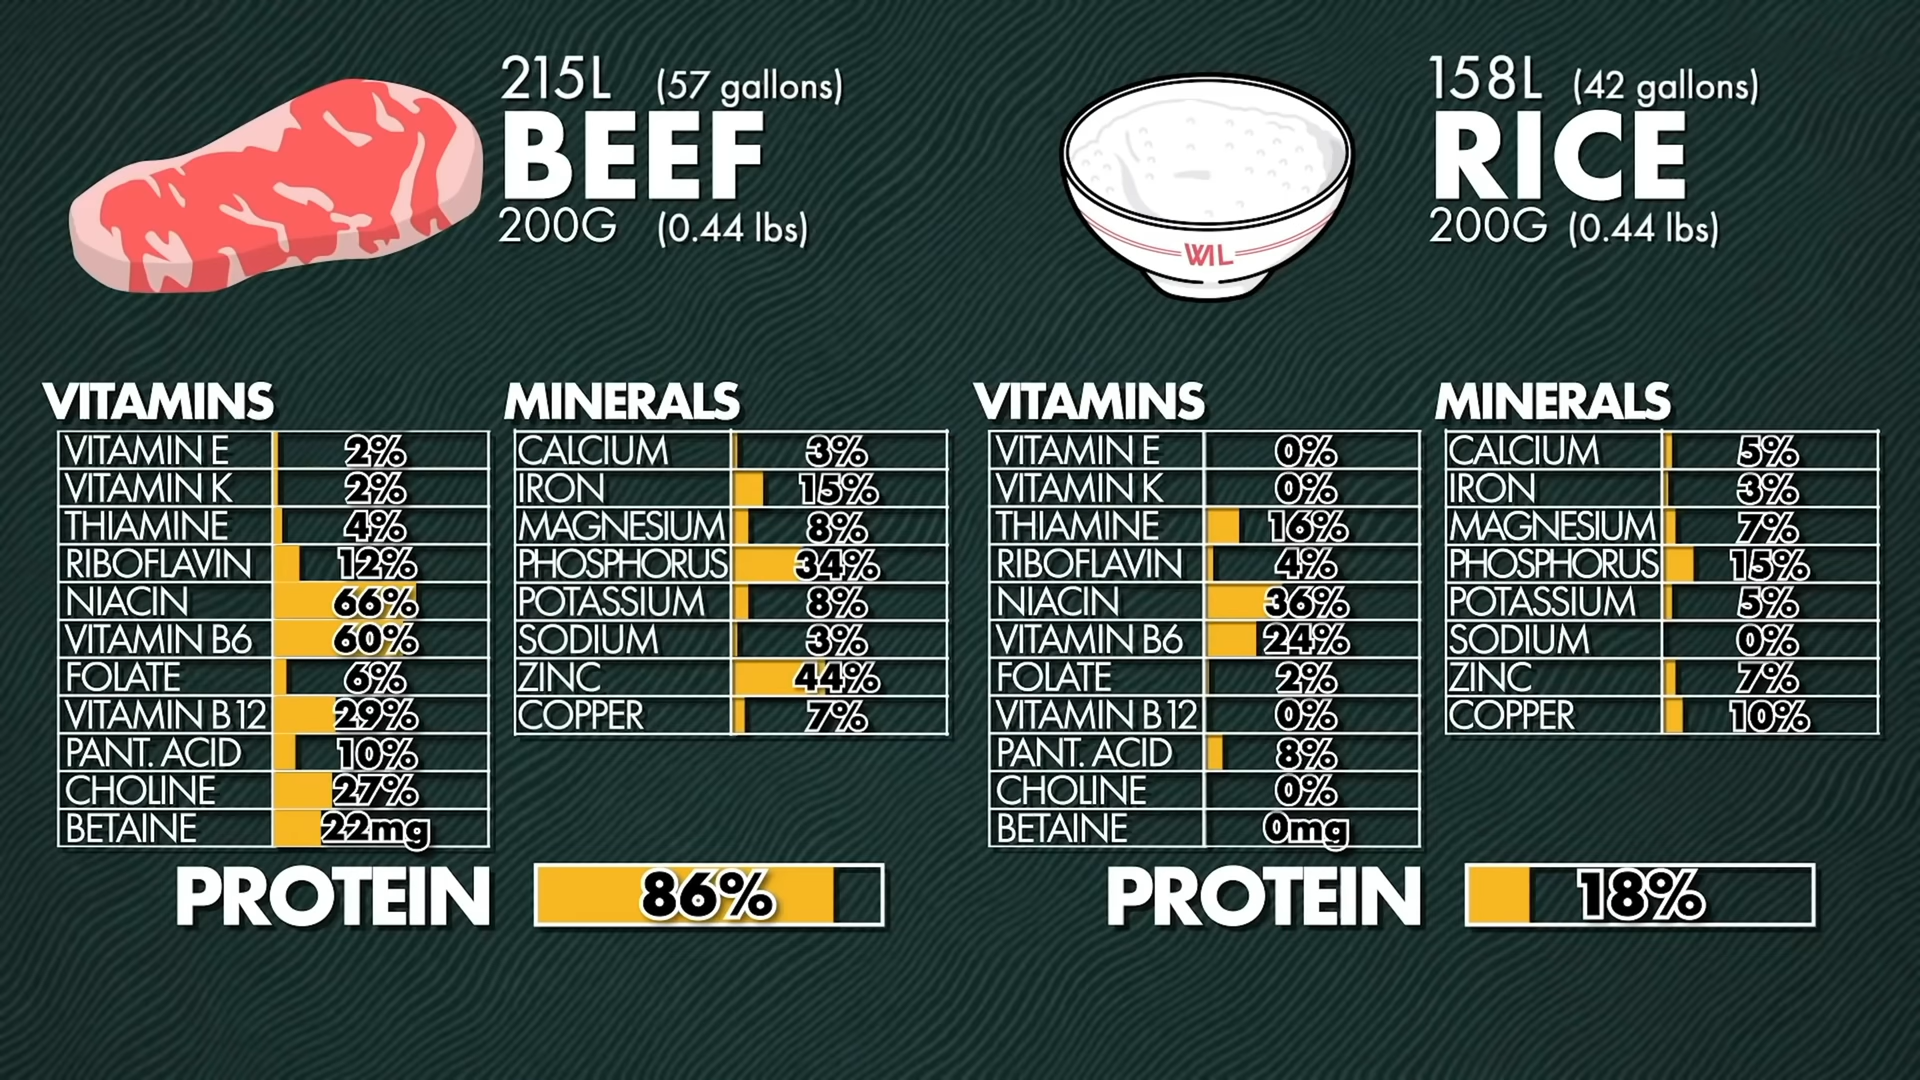 215L (57 gallons)
BEEF
200G (0.44 lbs)
158L (42 gallons)
RICE
200G (0.44 lbs)
WIL
VITAMINS
VITAMIN E 2%
VITAMIN K 2%
THIAMINE 4%
RIBOFLAVIN 12%
NIACIN 66%
VITAMIN B6 60%
FOLATE 6%
VITAMIN B12 29%
PANT. ACID 10%
CHOLINE 27%
BETAINE 22mg
MINERALS
CALCIUM 3%
IRON 15%
MAGNESIUM 8%
PHOSPHORUS 34%
POTASSIUM 8%
SODIUM 3%
ZINC 44%
COPPER 7%
PROTEIN 86%
VITAMINS
VITAMIN E 0%
VITAMIN K 0%
THIAMINE 16%
RIBOFLAVIN 4%
NIACIN 36%
VITAMIN B6 24%
FOLATE 2%
VITAMIN B12 0%
PANT. ACID 8%
CHOLINE 0%
BETAINE 0mg
MINERALS
CALCIUM 5%
IRON 3%
MAGNESIUM 7%
PHOSPHORUS 15%
POTASSIUM 5%
SODIUM 0%
ZINC 7%
COPPER 10%
PROTEIN 18%